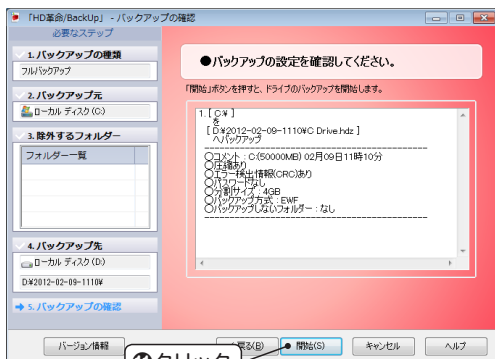 「HD革命/BackUp」 - バックアップの確認
必要なステップ
1. バックアップの種類
フルバックアップ
2. バックアップ元
ローカル ディスク (C:)
3. 除外するフォルダー
フォルダー一覧
4. バックアップ先
ローカル ディスク (D:)
D:¥2012-02-09-1110¥
5. バックアップの確認
●バックアップの設定を確認してください。
「開始」ボタンを押すと、ドライブのバックアップを開始します。
1. [ C:¥ ]
を
[ D:¥2012-02-09-1110¥C Drive.hdz ]
へバックアップ
○コメント : C:(50000MB) 02月09日11時10分
○圧縮あり
○エラー検出情報(CRC)あり
○パスワードなし
○分割サイズ : 4GB
○バックアップ方式 : EWF
○バックアップしないフォルダー : なし
バージョン情報
戻る(B)
開始(S)
キャンセル
ヘルプ
クリック